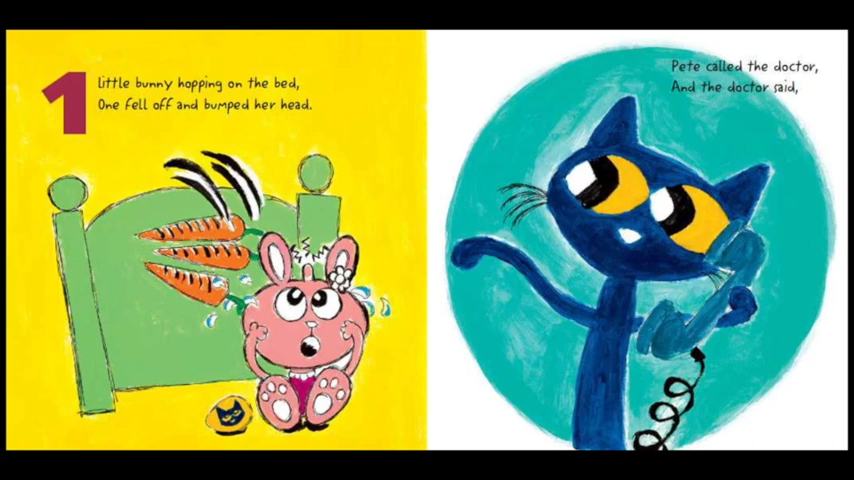 1 little bunny hopping on the bed,
One fell off and bumped her head.
Pete called the doctor,
And the doctor said,